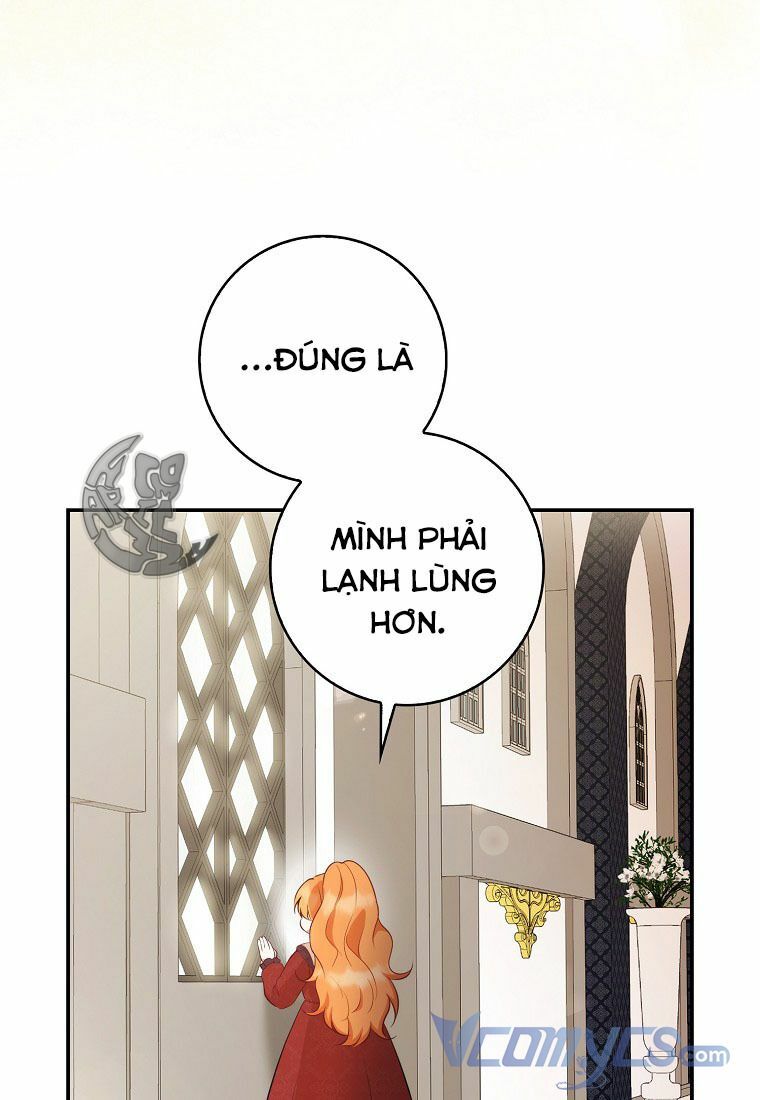 ...ĐÚNG LÀ
MÌNH PHẢI
LẠNH LÙNG
HƠN.
VCOMYCS.com